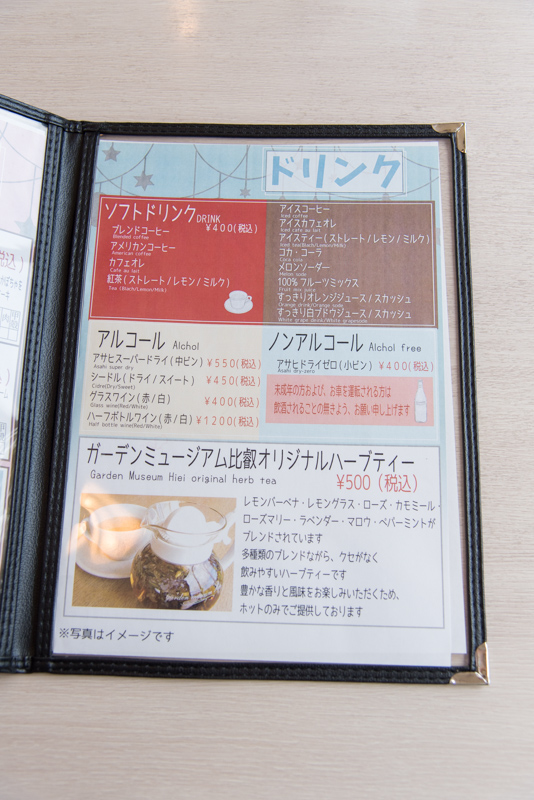 ドリンク
ソフトドリンク DRINK
¥400(税込)
ブレンドコーヒー
Blended coffee
アメリカンコーヒー
American coffee
カフェオレ
Cafe au lait
紅茶(ストレート/レモン/ミルク)
Tea (Black/Lemon/Milk)
アイスコーヒー
Iced coffee
アイスカフェオレ
Iced cafe au lait
アイスティー(ストレート/レモン/ミルク)
Iced tea(Black/Lemon/Milk)
コカ・コーラ
Coca cola
メロンソーダー
Melon soda
100%フルーツミックス
Fruit mix juice
すっきりオレンジジュース/スカッシュ
Orange drink/Orange soda
すっきり白ブドウジュース/スカッシュ
White grape drink/White grapesoda
アルコール Alchol
アサヒスーパードライ(中ビン) ¥550(税込)
Asahi super dry
シードル(ドライ/スイート) ¥450(税込)
Cidre(Dry/Sweet)
グラスワイン(赤/白) ¥400(税込)
Glass wine(Red/White)
ハーフボトルワイン(赤/白) ¥1200(税込)
Half bottle wine(Red/White)
ノンアルコール Alchol free
アサヒドライゼロ(小ビン) ¥400(税込)
Asahi dry-zero
未成年の方および、お車を運転される方は
飲酒されることの無きよう、お願い申し上げます
ガーデンミュージアム比叡オリジナルハーブティー
Garden Museum Hiei original herb tea
¥500(税込)
レモンバーベナ・レモングラス・ローズ・カモミール・
ローズマリー・ラベンダー・マロウ・ペパーミントが
ブレンドされています
多種類のブレンドながら、クセがなく
飲みやすいハーブティーです
豊かな香りと風味をお楽しみいただくため、
ホットのみでご提供しております
※写真はイメージです